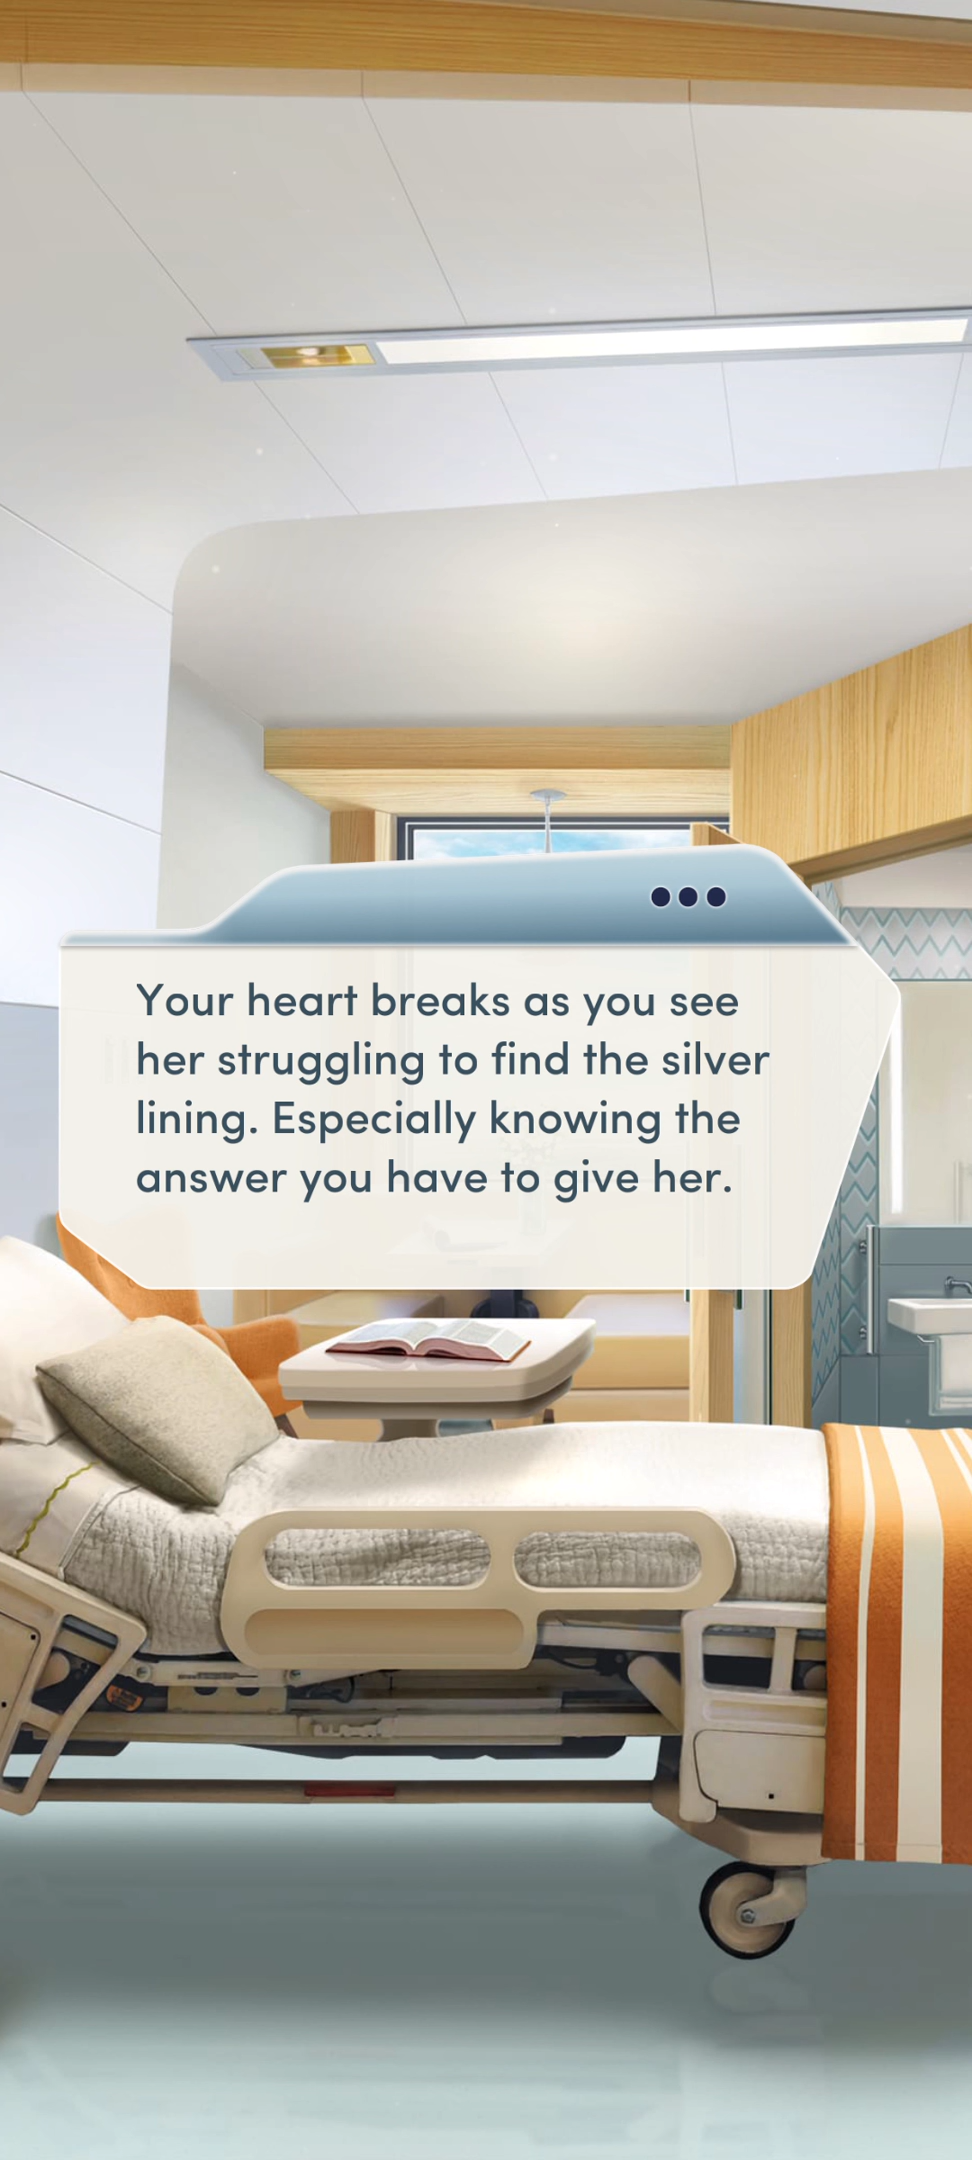 Your heart breaks as you see
her struggling to find the silver
lining. Especially knowing the
answer you have to give her.